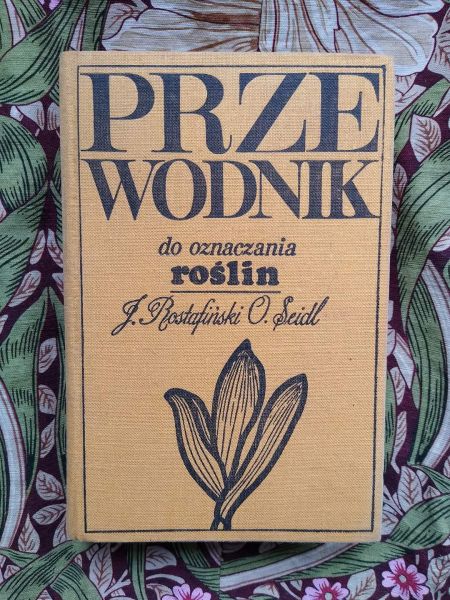 PRZE
WODNIK
do oznaczania
roślin
J. Rostafiński O. Seidl